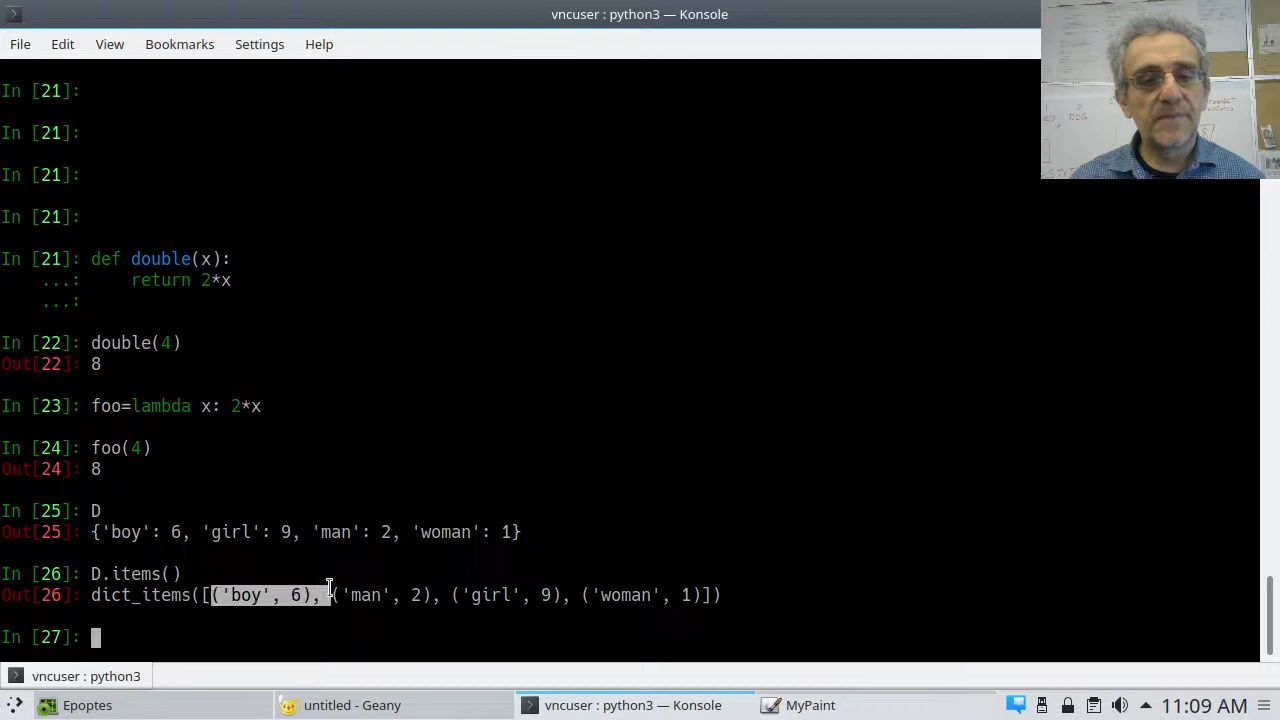 vncuser : python3 — Konsole
File Edit View Bookmarks Settings Help
In [21]:
In [21]:
In [21]:
In [21]:
In [21]: def double(x):
...: return 2*x
...:
In [22]: double(4)
Out[22]: 8
In [23]: foo=lambda x: 2*x
In [24]: foo(4)
Out[24]: 8
In [25]: D
Out[25]: {'boy': 6, 'girl': 9, 'man': 2, 'woman': 1}
In [26]: D.items()
Out[26]: dict_items([('boy', 6), ('man', 2), ('girl', 9), ('woman', 1)])
In [27]:
vncuser : python3
Epoptes untitled - Geany vncuser : python3 — Konsole MyPaint 11:09 AM